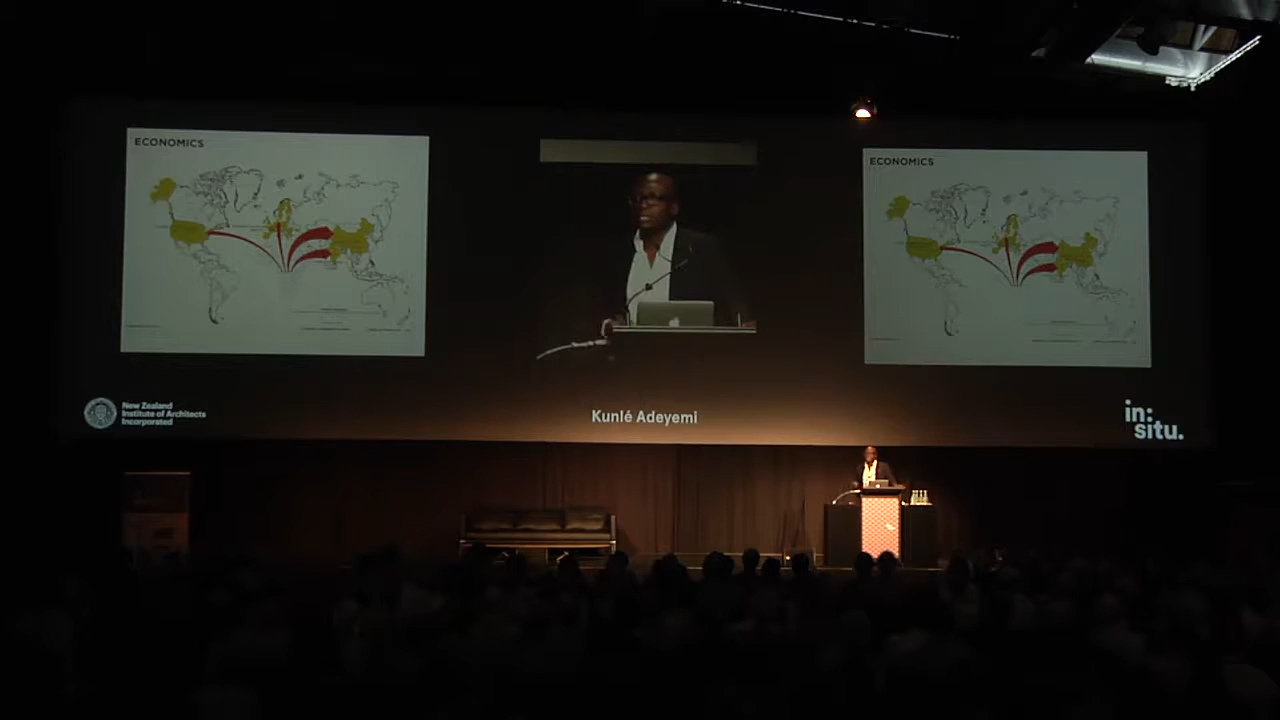 ECONOMICS
ECONOMICS
New Zealand
Institute of Architects
Incorporated
Kunlé Adeyemi
in:
situ.